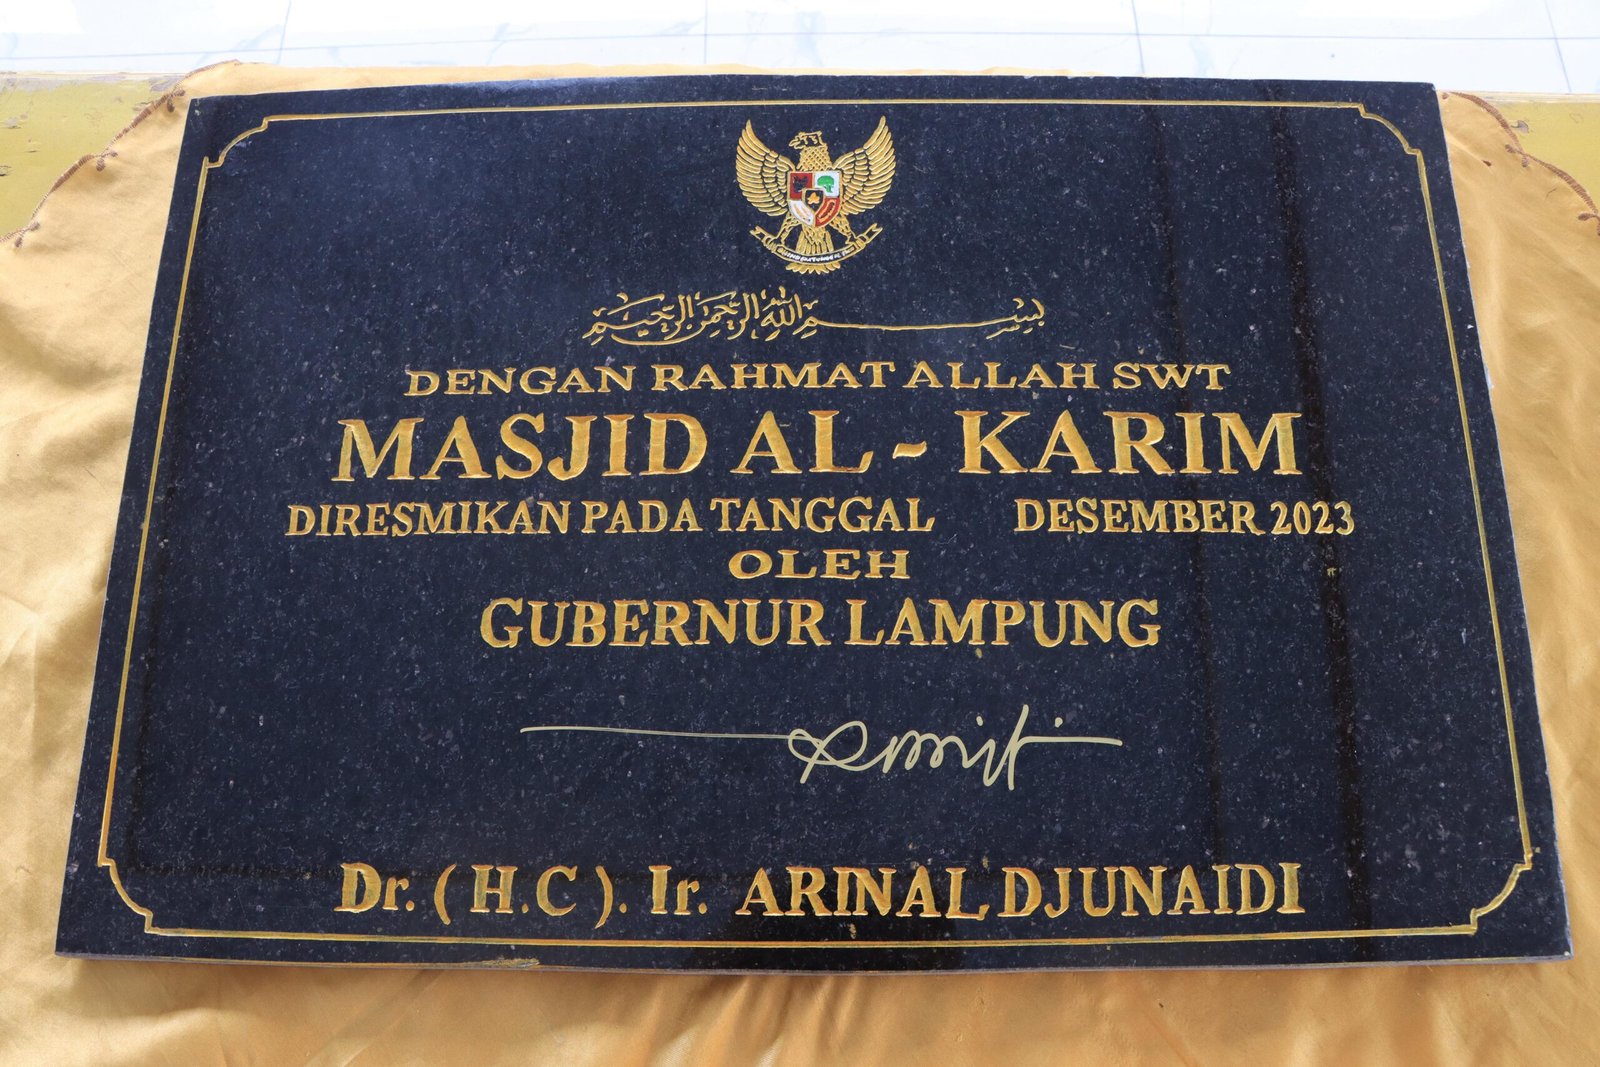 بسم الله الرحمن الرحيم
DENGAN RAHMAT ALLAH SWT
MASJID AL - KARIM
DIRESMIKAN PADA TANGGAL DESEMBER 2023
OLEH
GUBERNUR LAMPUNG
Dr. ( H.C ). Ir. ARINAL DJUNAIDI